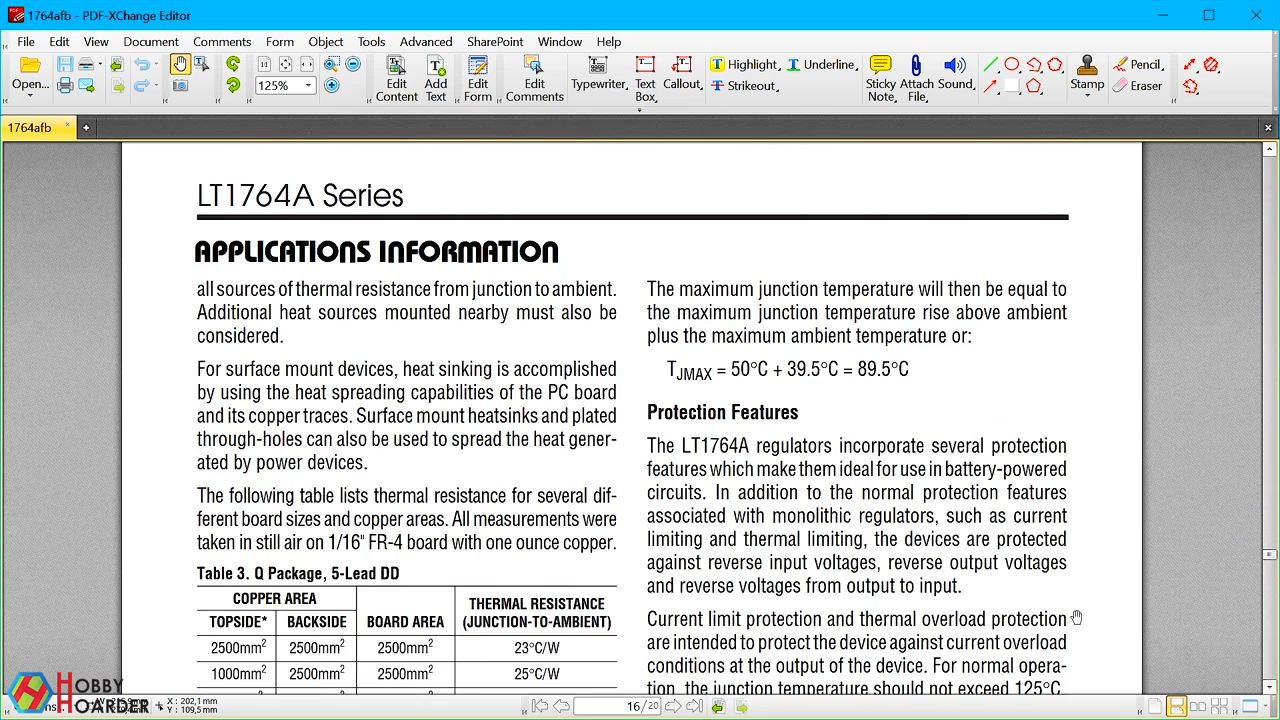 1764afb - PDF-XChange Editor
File Edit View Document Comments Form Object Tools Advanced SharePoint Window Help
Open... 125% Edit Content Add Text Edit Form Edit Comments Typewriter Text Box Highlight Strikeout Underline Callout Sticky Note Attach File Sound Stamp Pencil Eraser
1764afb
LT1764A Series
APPLICATIONS INFORMATION
all sources of thermal resistance from junction to ambient.
Additional heat sources mounted nearby must also be
considered.
For surface mount devices, heat sinking is accomplished
by using the heat spreading capabilities of the PC board
and its copper traces. Surface mount heatsinks and plated
through-holes can also be used to spread the heat gener-
ated by power devices.
The following table lists thermal resistance for several dif-
ferent board sizes and copper areas. All measurements were
taken in still air on 1/16" FR-4 board with one ounce copper.
Table 3. Q Package, 5-Lead DD
COPPER AREA
TOPSIDE* BACKSIDE BOARD AREA THERMAL RESISTANCE (JUNCTION-TO-AMBIENT)
2500mm² 2500mm² 2500mm² 23°C/W
1000mm² 2500mm² 2500mm² 25°C/W
The maximum junction temperature will then be equal to
the maximum junction temperature rise above ambient
plus the maximum ambient temperature or:
TJMAX = 50°C + 39.5°C = 89.5°C
Protection Features
The LT1764A regulators incorporate several protection
features which make them ideal for use in battery-powered
circuits. In addition to the normal protection features
associated with monolithic regulators, such as current
limiting and thermal limiting, the devices are protected
against reverse input voltages, reverse output voltages
and reverse voltages from output to input.
Current limit protection and thermal overload protection
are intended to protect the device against current overload
conditions at the output of the device. For normal opera-
tion, the junction temperature should not exceed 125°C.
HOBBY
HOARDER
X : 202,1 mm
Y : 109,5 mm
16 / 20